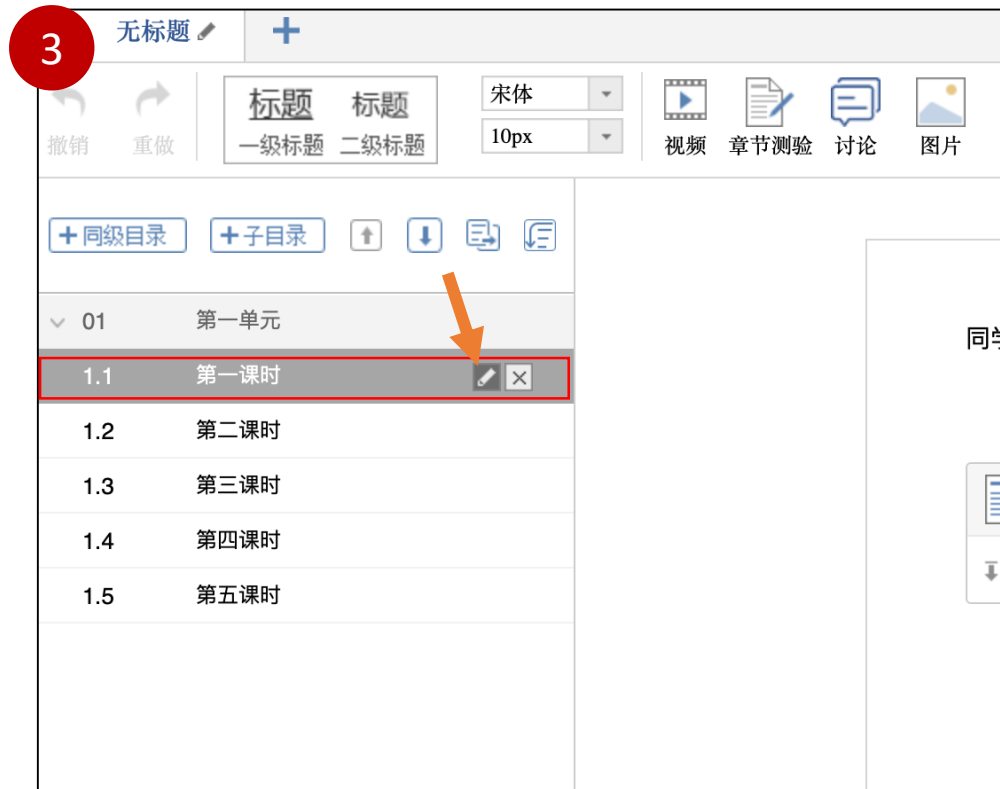 3
无标题
撤销 重做
标题 标题
一级标题 二级标题
宋体
10px
视频 章节测验 讨论 图片
同级目录 子目录
01 第一单元
1.1 第一课时
1.2 第二课时
1.3 第三课时
1.4 第四课时
1.5 第五课时
同